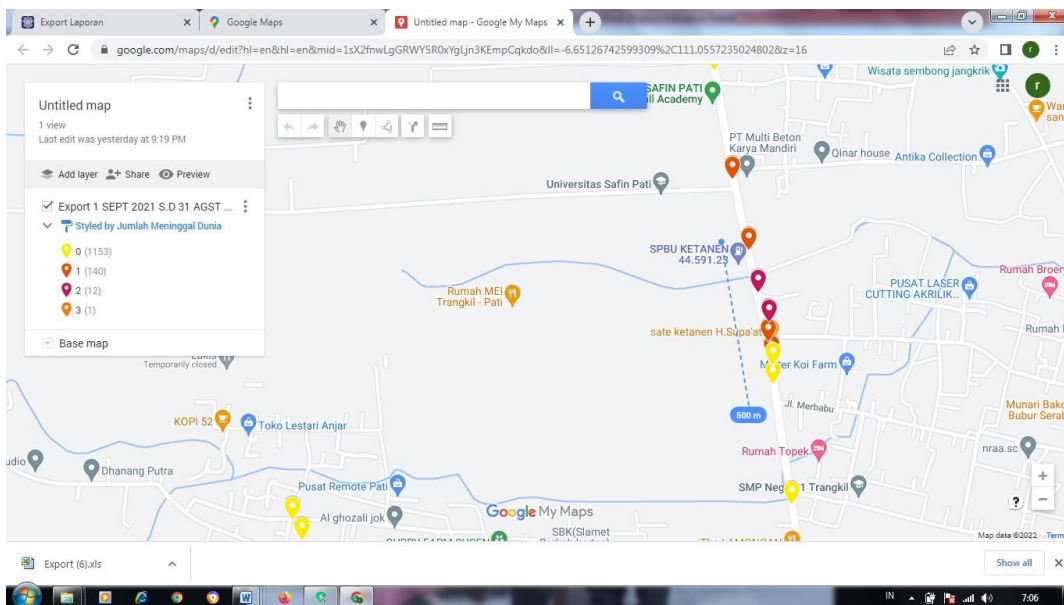 Export Laporan
Google Maps
Untitled map - Google My Maps
google.com/maps/d/edit?hl=en&hl=en&mid=1sX2fnwLgGRWY5R0xYgLjn3KEmpCqkdo&ll=-6.65126742599309%2C111.0557235024802&z=16
r
Untitled map
1 view
Last edit was yesterday at 9:19 PM
Add layer
Share
Preview
Export 1 SEPT 2021 S.D 31 AGST ...
Styled by Jumlah Meninggal Dunia
0 (1153)
1 (140)
2 (12)
3 (1)
Base map
Temporarily closed
SAFIN PATI
Academy
Wisata sembong jangkrik
r
PT Multi Beton
Karya Mandiri
Qinar house
Antika Collection
Universitas Safin Pati
SPBU KETANEN
44.591.23
Rumah MEI
Trangkil - Pati
PUSAT LASER
CUTTING AKRILIK...
Rumah Broery
sate ketanen H.Supa'at
Rumah
Koi Farm
500 m
Jl. Merbabu
Munari
Bubur
KOPI 52
Toko Lestari Anjar
Rumah Topek
nraa.sc
Dhanang Putra
Pusat Remote Pati
SMP
1 Trangkil
Al ghozali jok
Google My Maps
SBK(Slamet
LAMONGAN
+
?
−
Map data ©2022
Export (6).xls
Show all
IN
7:06